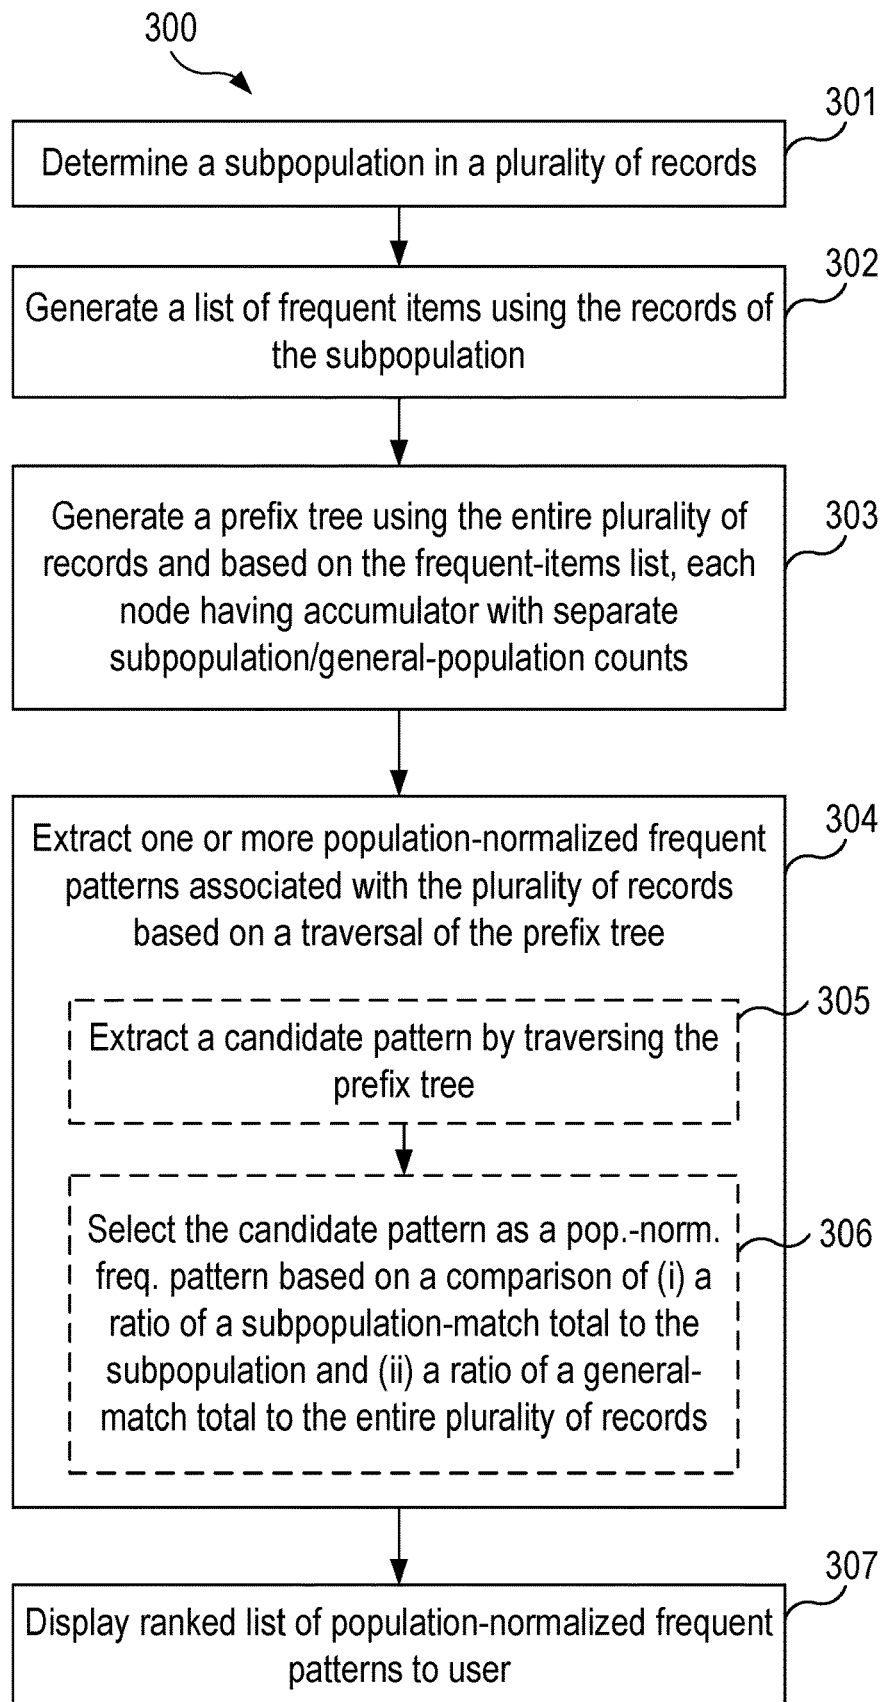 300
301
Determine a subpopulation in a plurality of records
302
Generate a list of frequent items using the records of
the subpopulation
303
Generate a prefix tree using the entire plurality of
records and based on the frequent-items list, each
node having accumulator with separate
subpopulation/general-population counts
304
Extract one or more population-normalized frequent
patterns associated with the plurality of records
based on a traversal of the prefix tree
305
Extract a candidate pattern by traversing the
prefix tree
306
Select the candidate pattern as a pop.-norm.
freq. pattern based on a comparison of (i) a
ratio of a subpopulation-match total to the
subpopulation and (ii) a ratio of a general-
match total to the entire plurality of records
307
Display ranked list of population-normalized frequent
patterns to user